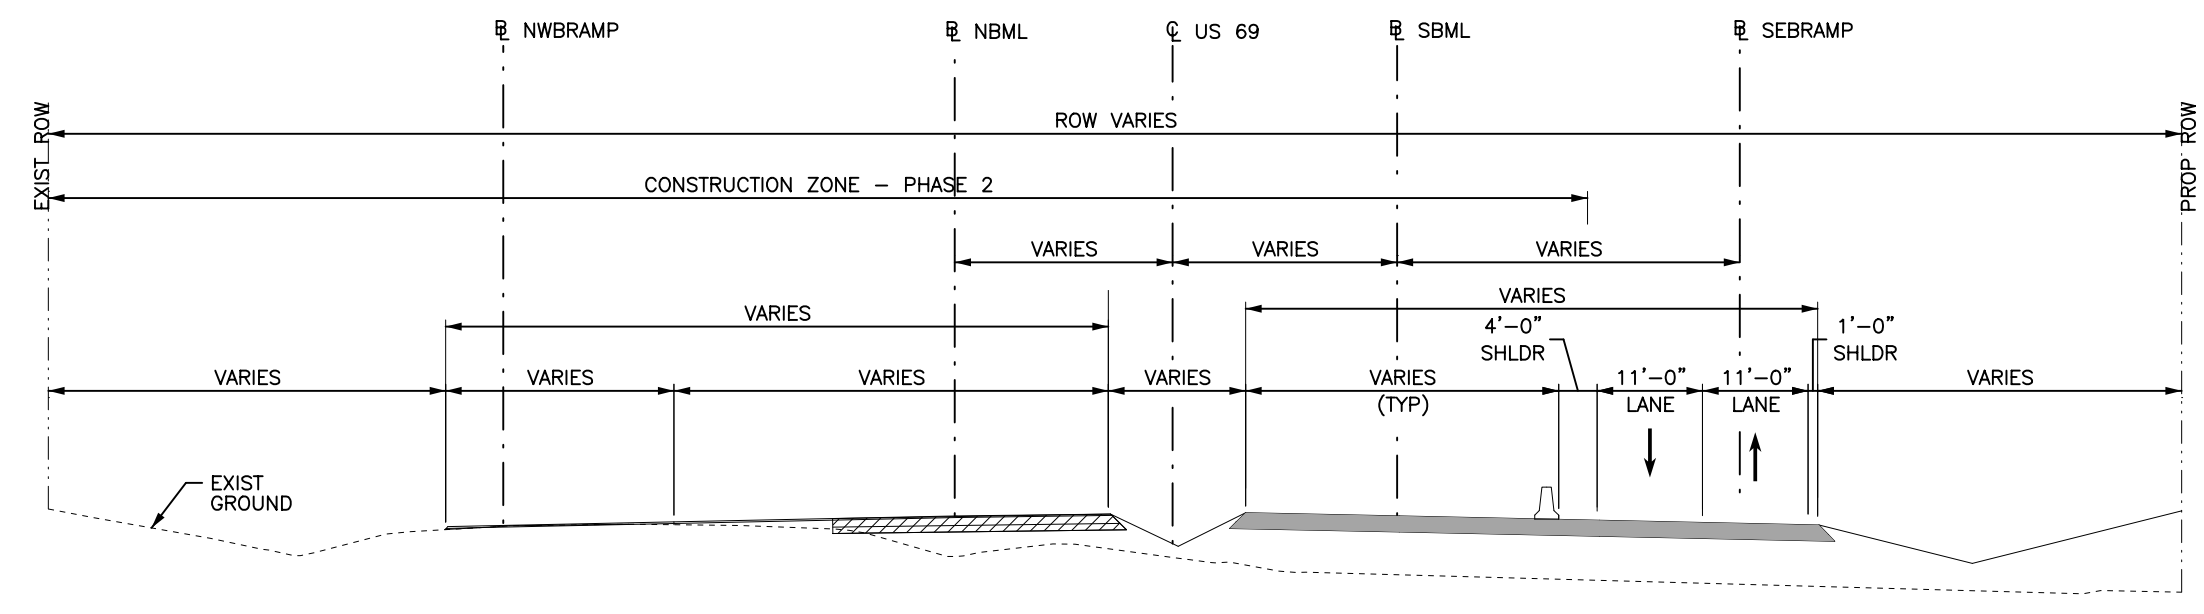 ℄ NWBRAMP
℄ NBML
℄ US 69
℄ SBML
℄ SEBRAMP
EXIST ROW
ROW VARIES
PROP ROW
CONSTRUCTION ZONE – PHASE 2
VARIES
VARIES
VARIES
VARIES
VARIES
4'–0"
SHLDR
1'–0"
SHLDR
VARIES
VARIES
VARIES
VARIES
VARIES
(TYP)
11'–0"
LANE
11'–0"
LANE
VARIES
EXIST
GROUND